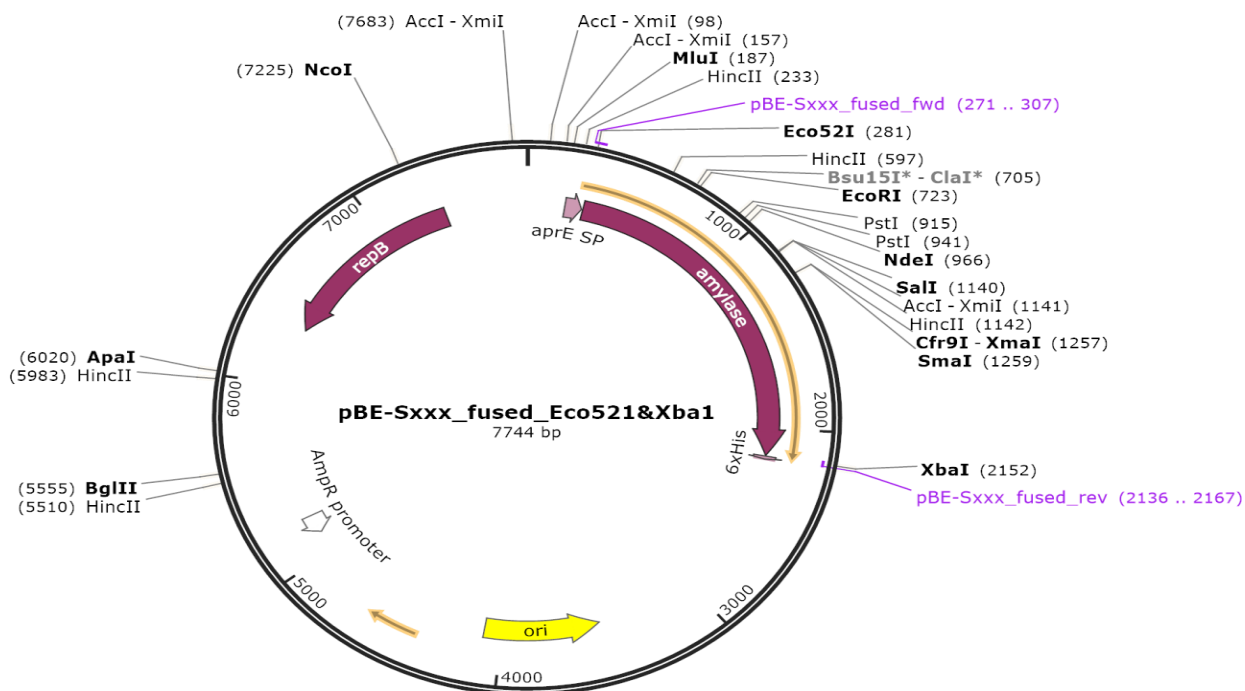 (7683) AccI - XmiI
AccI - XmiI (98)
AccI - XmiI (157)
MluI (187)
HincII (233)
(7225) NcoI
pBE-Sxxx_fused_fwd (271 .. 307)
Eco52I (281)
HincII (597)
Bsu15I* - ClaI* (705)
EcoRI (723)
PstI (915)
PstI (941)
NdeI (966)
SalI (1140)
AccI - XmiI (1141)
HincII (1142)
Cfr9I - XmaI (1257)
SmaI (1259)
7000
1000
aprE SP
repB
amylase
(6020) ApaI
(5983) HincII
6000
2000
pBE-Sxxx_fused_Eco521&Xba1
7744 bp
6xHis
XbaI (2152)
pBE-Sxxx_fused_rev (2136 .. 2167)
(5555) BglII
(5510) HincII
AmpR promoter
5000
3000
ori
4000